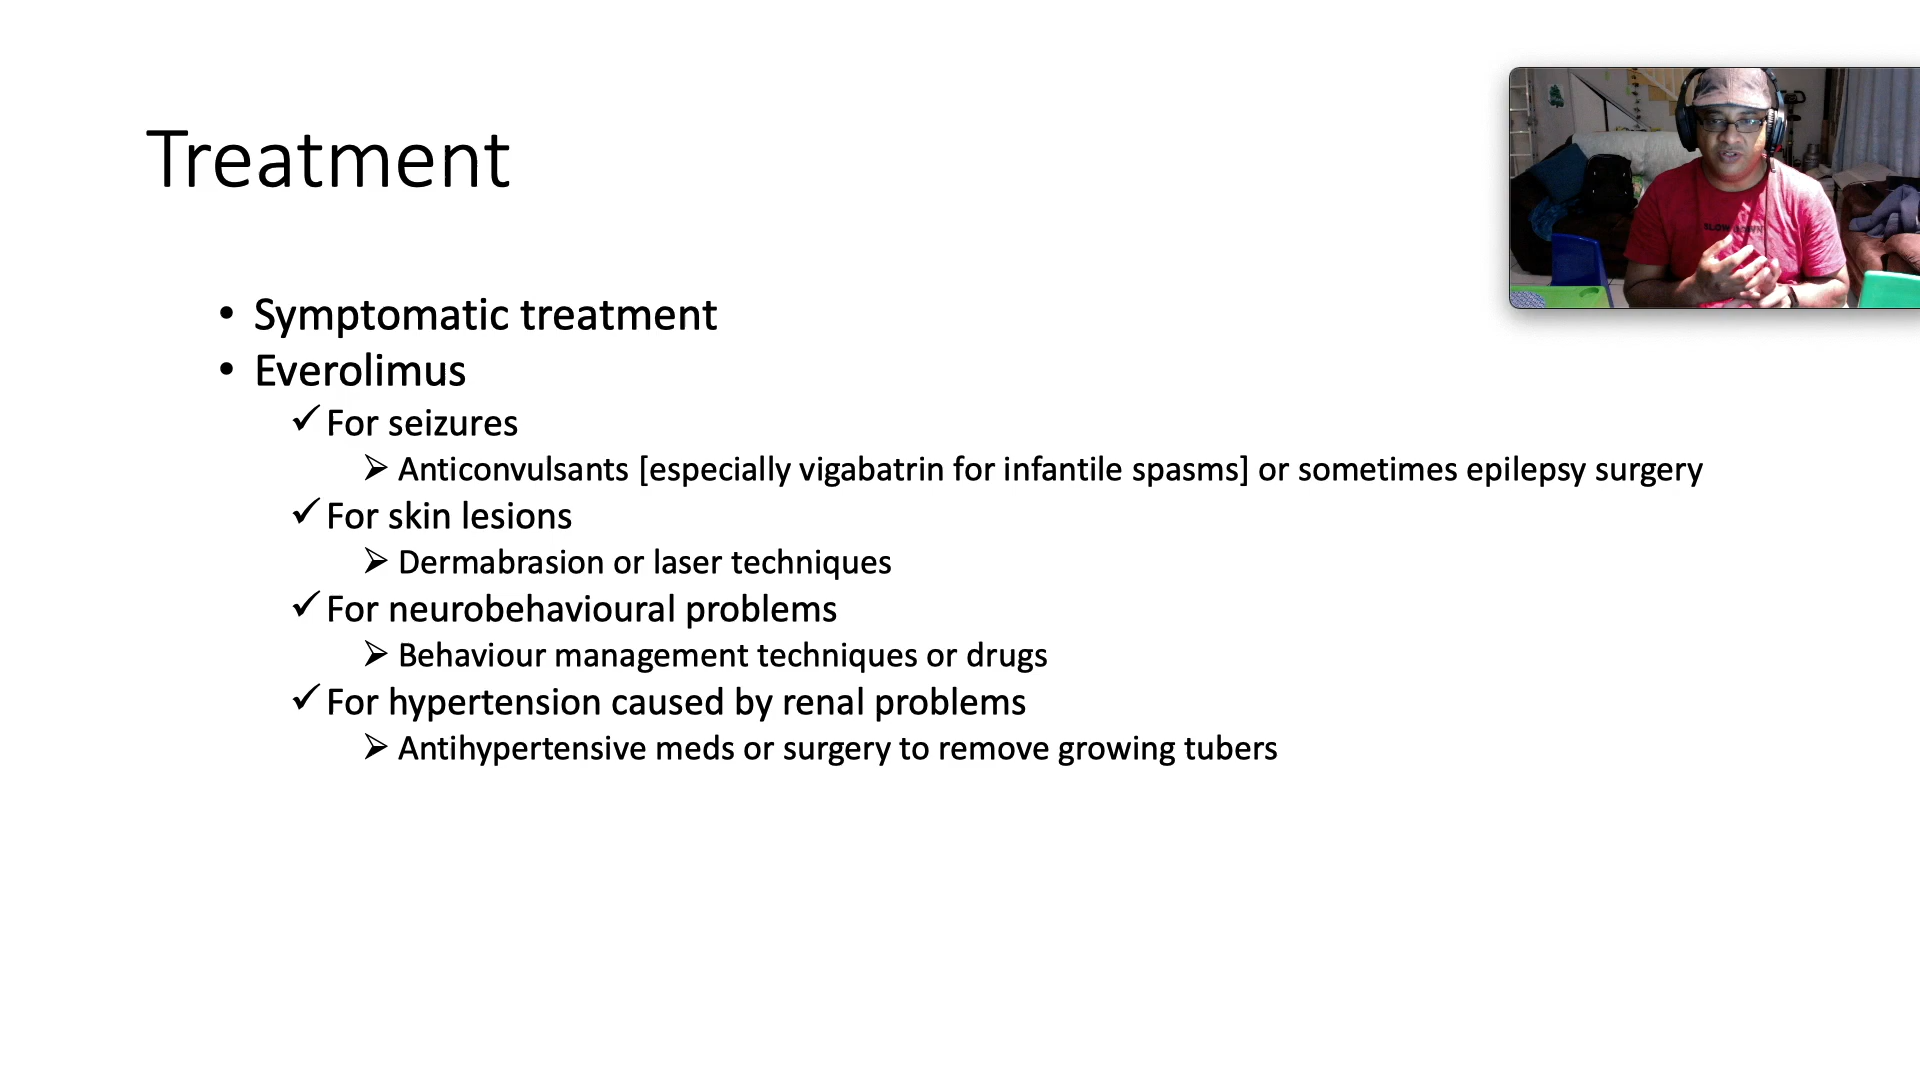 Treatment
• Symptomatic treatment
• Everolimus
✓ For seizures
➢ Anticonvulsants [especially vigabatrin for infantile spasms] or sometimes epilepsy surgery
✓ For skin lesions
➢ Dermabrasion or laser techniques
✓ For neurobehavioural problems
➢ Behaviour management techniques or drugs
✓ For hypertension caused by renal problems
➢ Antihypertensive meds or surgery to remove growing tubers
SLOW DOWN